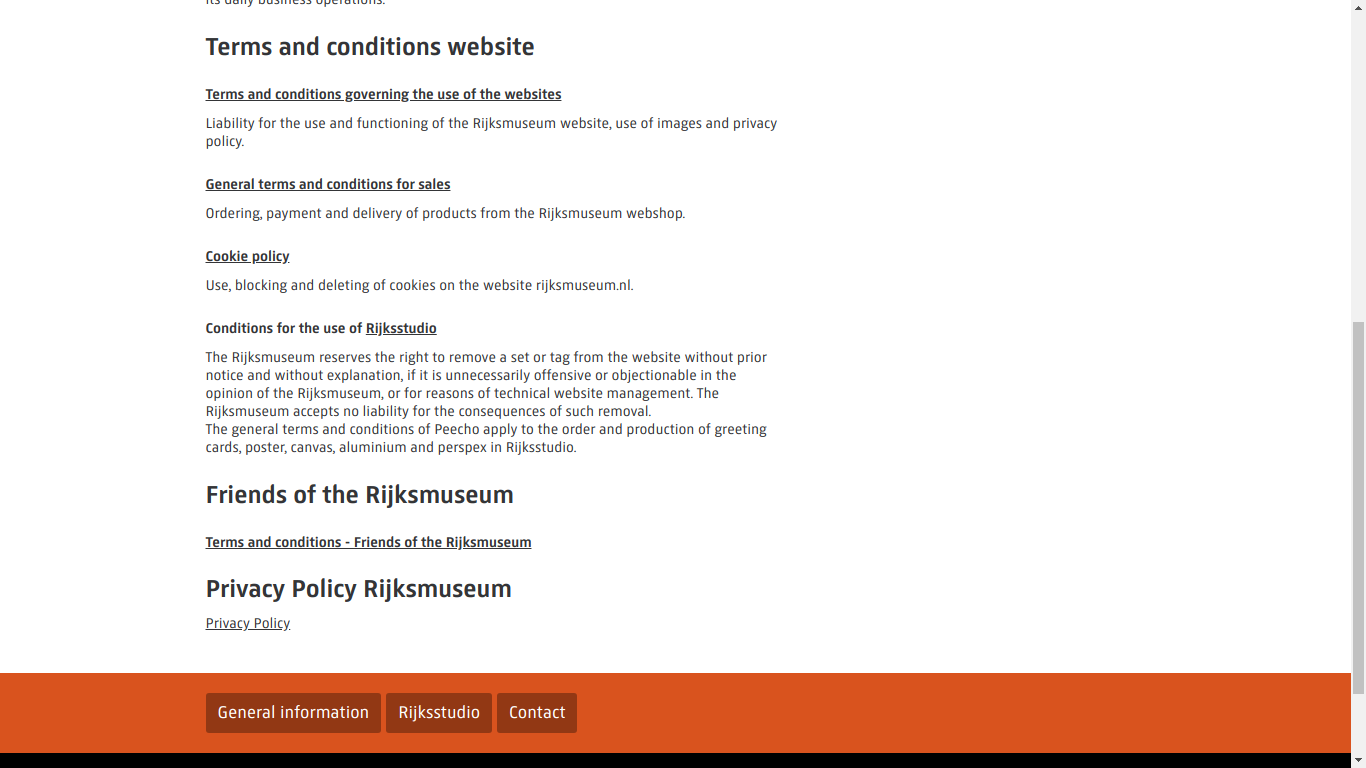 its daily business operations.
Terms and conditions website
Terms and conditions governing the use of the websites
Liability for the use and functioning of the Rijksmuseum website, use of images and privacy
policy.
General terms and conditions for sales
Ordering, payment and delivery of products from the Rijksmuseum webshop.
Cookie policy
Use, blocking and deleting of cookies on the website rijksmuseum.nl.
Conditions for the use of Rijksstudio
The Rijksmuseum reserves the right to remove a set or tag from the website without prior
notice and without explanation, if it is unnecessarily offensive or objectionable in the
opinion of the Rijksmuseum, or for reasons of technical website management. The
Rijksmuseum accepts no liability for the consequences of such removal.
The general terms and conditions of Peecho apply to the order and production of greeting
cards, poster, canvas, aluminium and perspex in Rijksstudio.
Friends of the Rijksmuseum
Terms and conditions - Friends of the Rijksmuseum
Privacy Policy Rijksmuseum
Privacy Policy
General information Rijksstudio Contact